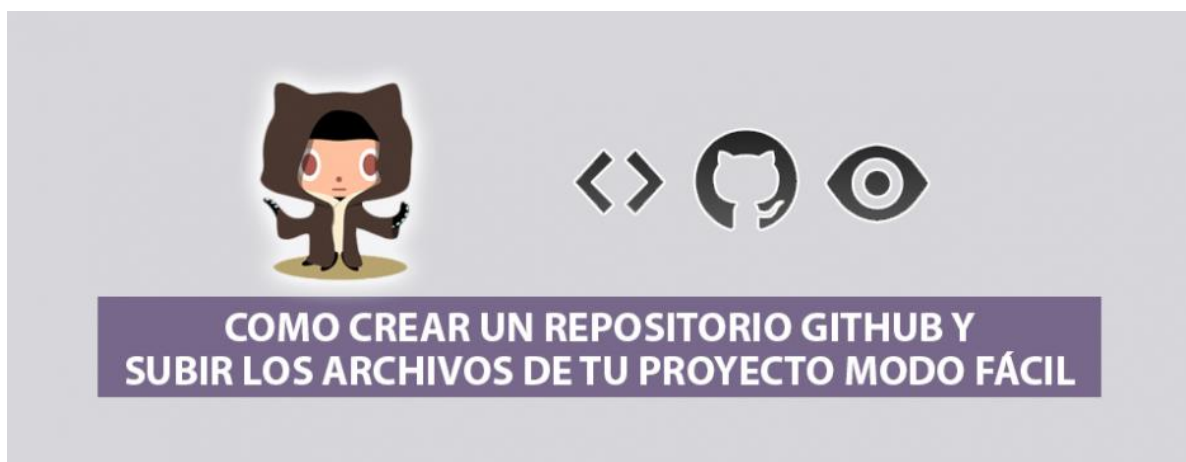 COMO CREAR UN REPOSITORIO GITHUB Y
SUBIR LOS ARCHIVOS DE TU PROYECTO MODO FÁCIL